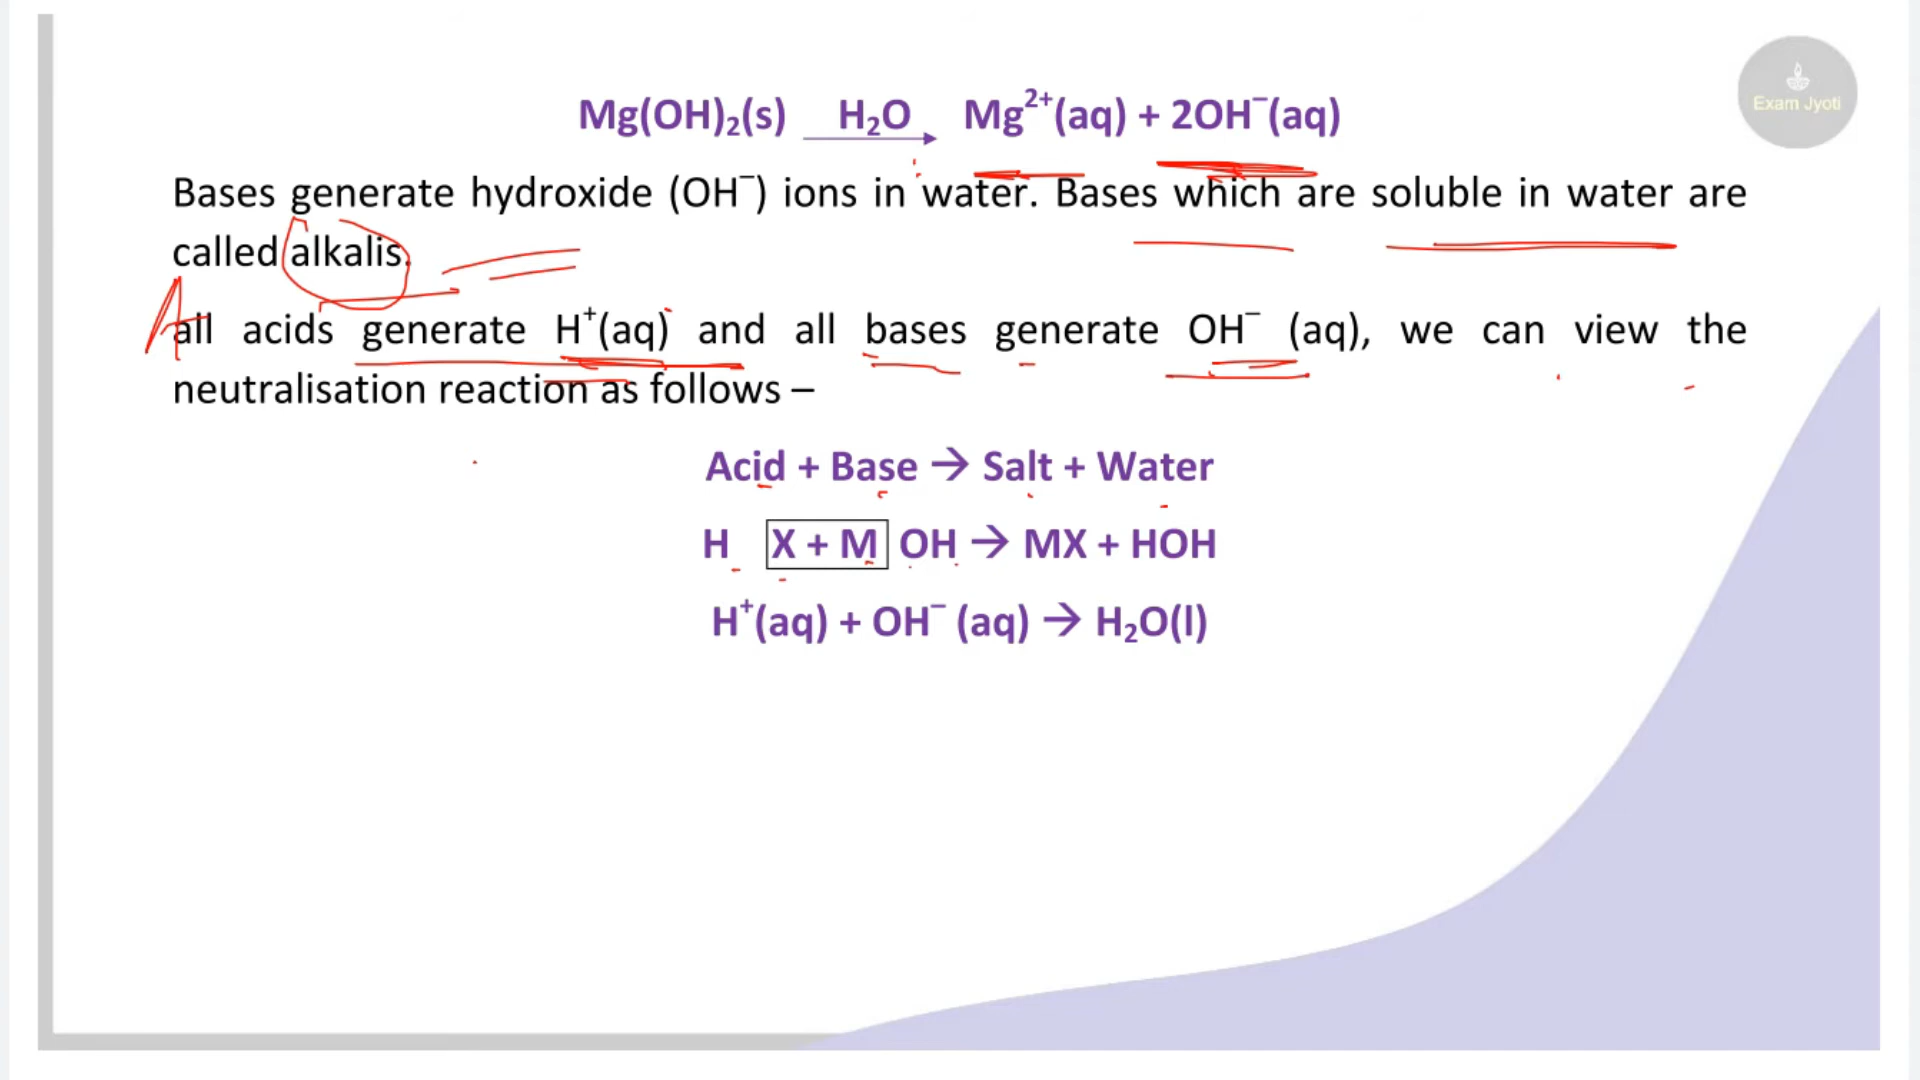 Exam Jyoti
Mg(OH)₂(s) H₂O Mg²⁺(aq) + 2OH⁻(aq)
Bases generate hydroxide (OH⁻) ions in water. Bases which are soluble in water are
called alkalis.
All acids generate H⁺(aq) and all bases generate OH⁻ (aq), we can view the
neutralisation reaction as follows –
Acid + Base → Salt + Water
H X + M OH → MX + HOH
H⁺(aq) + OH⁻ (aq) → H₂O(l)